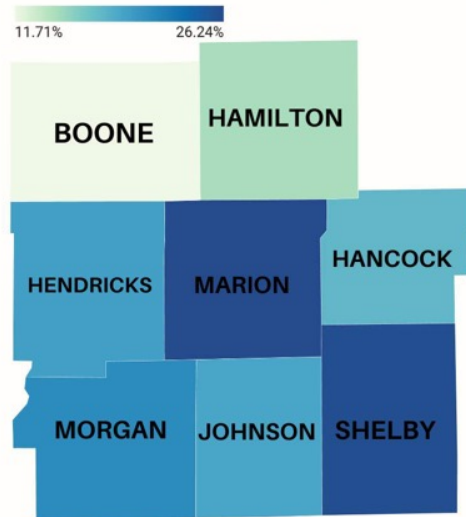 11.71% 26.24%
BOONE
HAMILTON
HENDRICKS
MARION
HANCOCK
MORGAN
JOHNSON
SHELBY